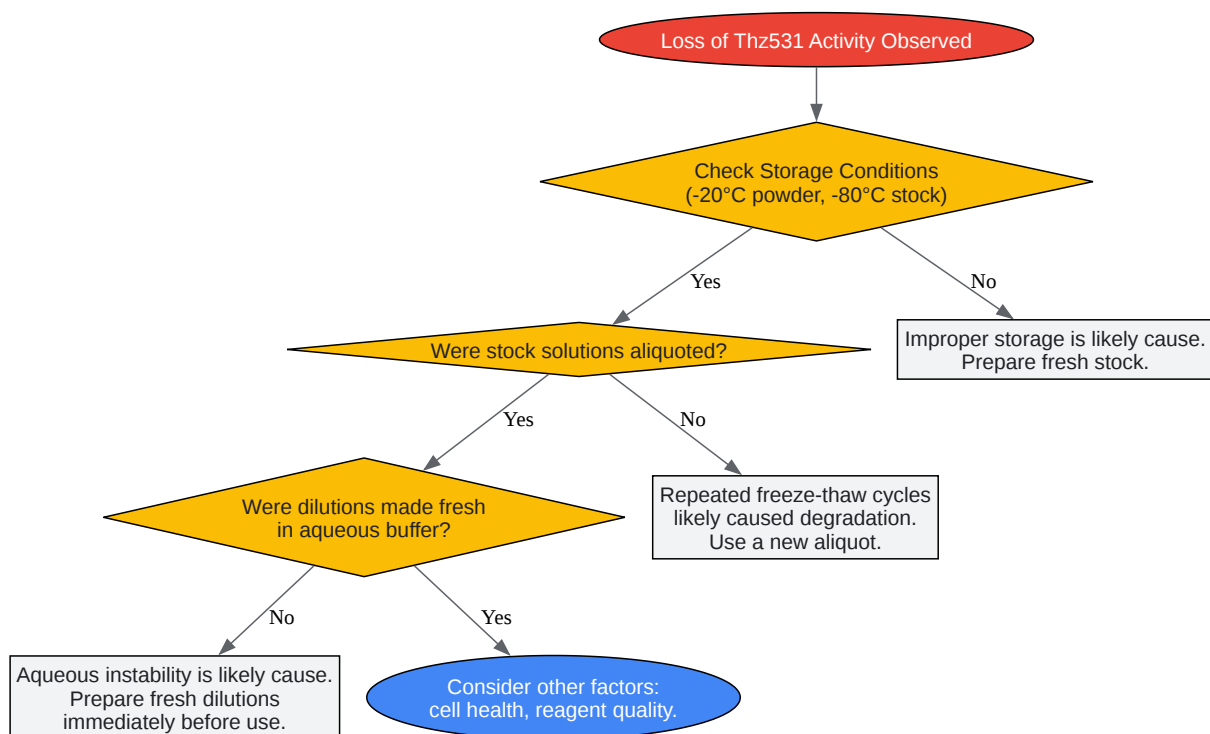 Loss of Thz531 Activity Observed
Check Storage Conditions
(-20°C powder, -80°C stock)
Yes
No
Were stock solutions aliquoted?
Improper storage is likely cause.
Prepare fresh stock.
Yes
No
Were dilutions made fresh
in aqueous buffer?
Repeated freeze-thaw cycles
likely caused degradation.
Use a new aliquot.
No
Yes
Aqueous instability is likely cause.
Prepare fresh dilutions
immediately before use.
Consider other factors:
cell health, reagent quality.